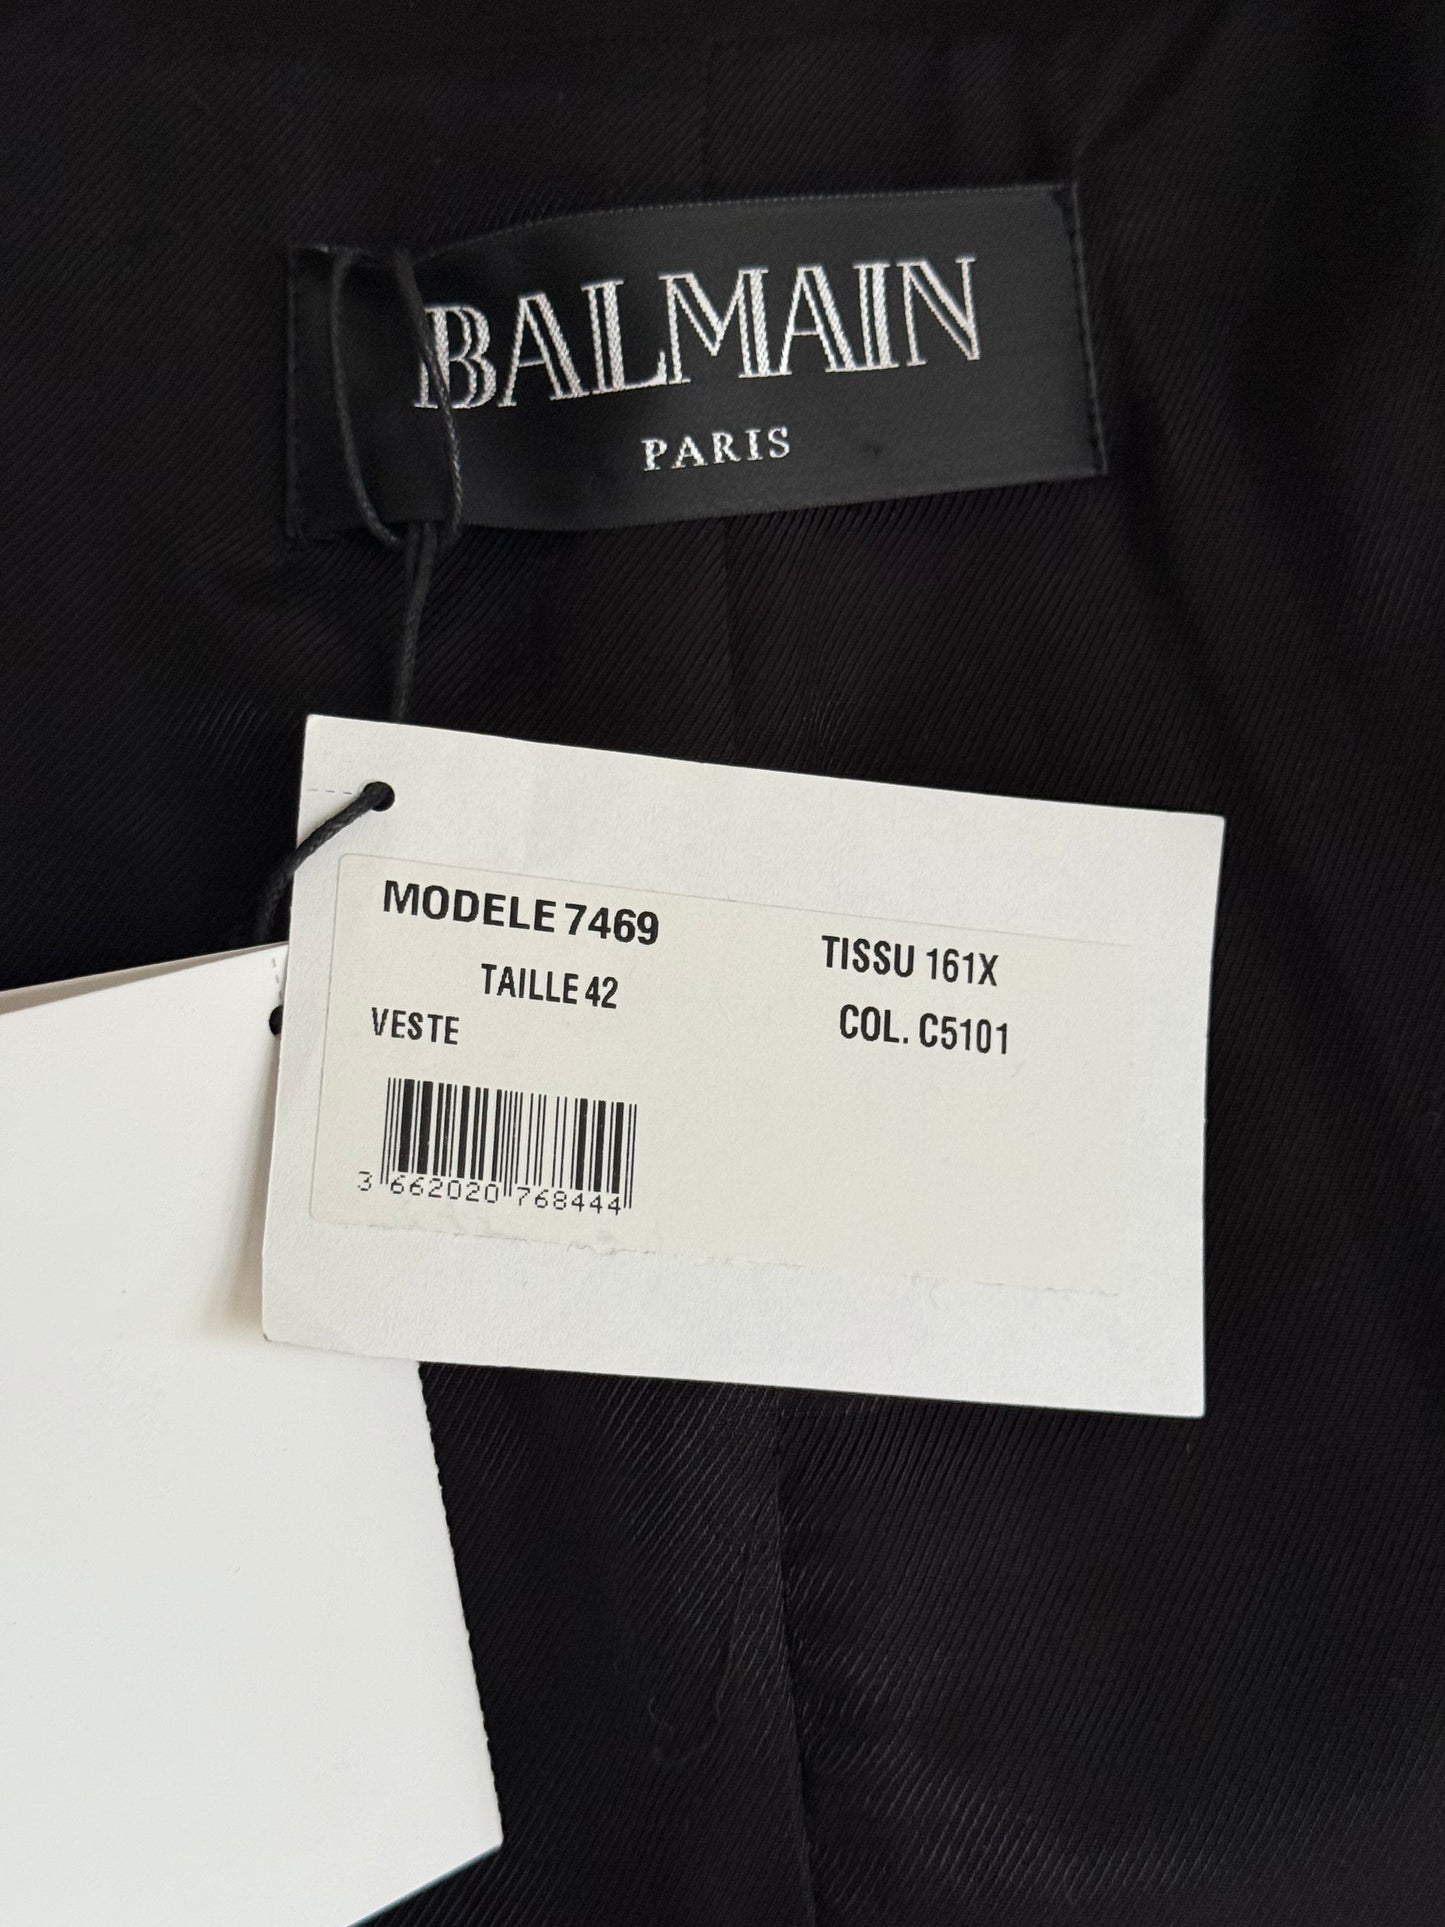 BALMAIN
PARIS
MODELE 7469
TISSU 161X
TAILLE 42
COL. C5101
VESTE
3 662020 768444